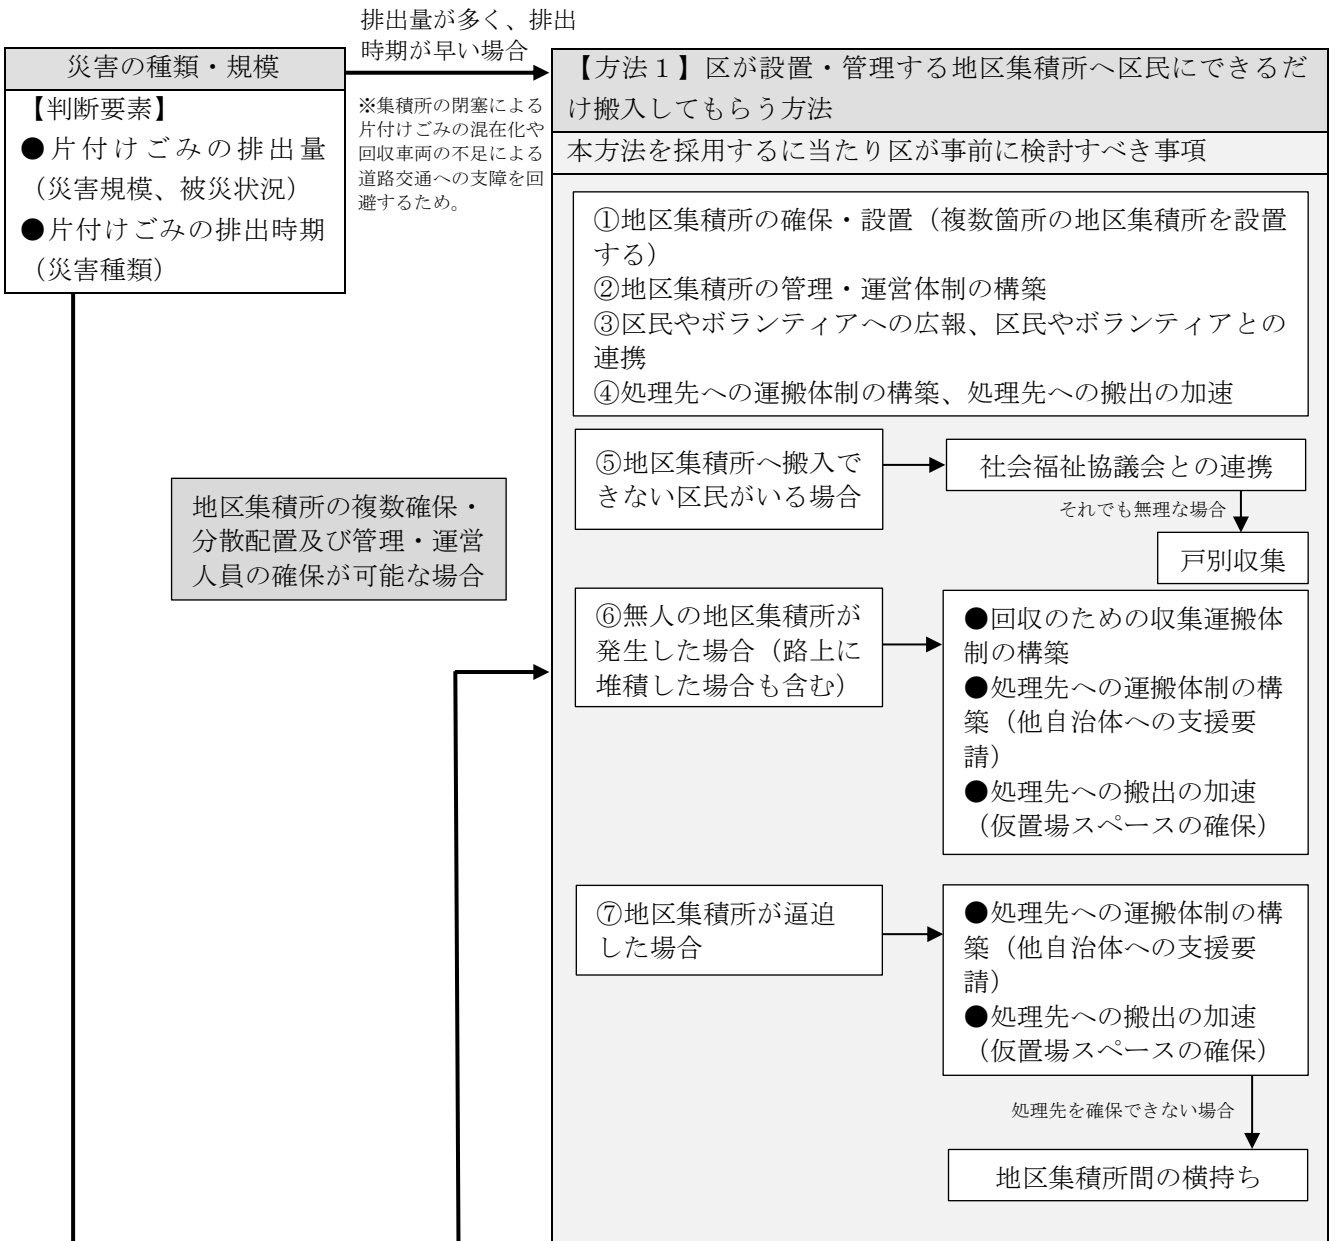 排出量が多く、排出
時期が早い場合
災害の種類・規模
【判断要素】
●片付けごみの排出量
（災害規模、被災状況）
●片付けごみの排出時期
（災害種類）
※集積所の閉塞による
片付けごみの混在化や
回収車両の不足による
道路交通への支障を回
避するため。
【方法１】区が設置・管理する地区集積所へ区民にできるだ
け搬入してもらう方法
本方法を採用するに当たり区が事前に検討すべき事項
①地区集積所の確保・設置（複数箇所の地区集積所を設置
する）
②地区集積所の管理・運営体制の構築
③区民やボランティアへの広報、区民やボランティアとの
連携
④処理先への運搬体制の構築、処理先への搬出の加速
⑤地区集積所へ搬入で
きない区民がいる場合
社会福祉協議会との連携
それでも無理な場合
戸別収集
地区集積所の複数確保・
分散配置及び管理・運営
人員の確保が可能な場合
⑥無人の地区集積所が
発生した場合（路上に
堆積した場合も含む）
●回収のための収集運搬体
制の構築
●処理先への運搬体制の構
築（他自治体への支援要
請）
●処理先への搬出の加速
（仮置場スペースの確保）
⑦地区集積所が逼迫
した場合
●処理先への運搬体制の構
築（他自治体への支援要
請）
●処理先への搬出の加速
（仮置場スペースの確保）
処理先を確保できない場合
地区集積所間の横持ち